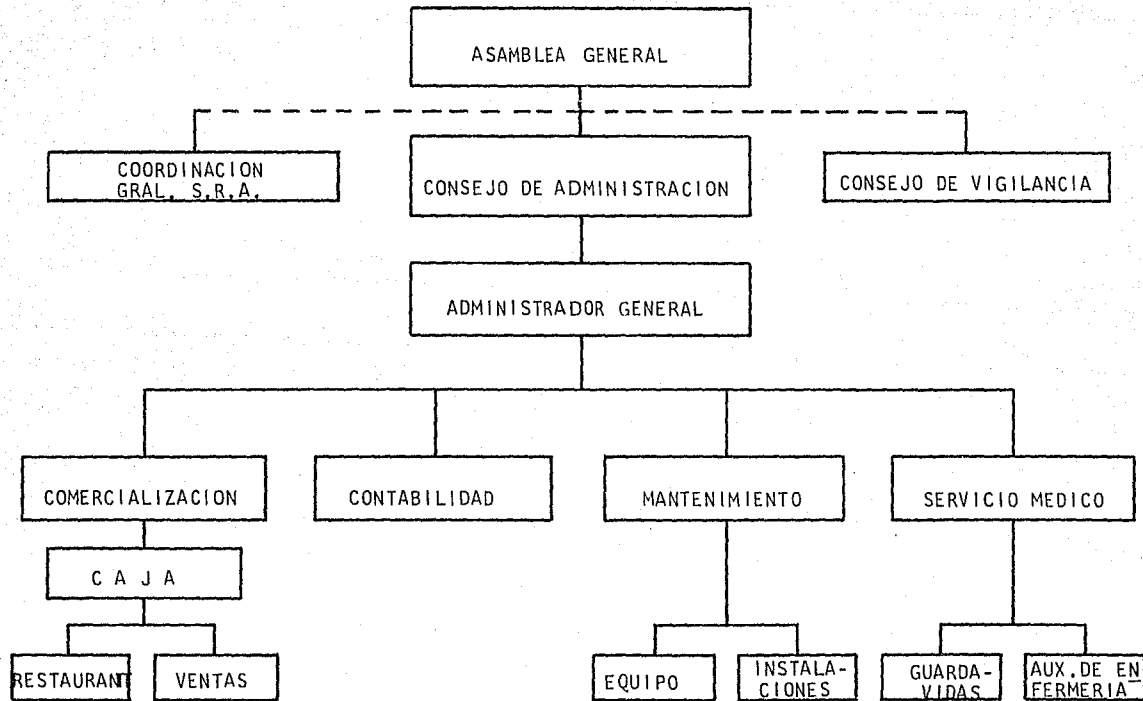 ASAMBLEA GENERAL
COORDINACION
GRAL. S.R.A.
CONSEJO DE ADMINISTRACION
CONSEJO DE VIGILANCIA
ADMINISTRADOR GENERAL
COMERCIALIZACION
CONTABILIDAD
MANTENIMIENTO
SERVICIO MEDICO
C A J A
RESTAURANT
VENTAS
EQUIPO
INSTALA-
CIONES
GUARDA-
VIDAS
AUX.DE EN
FERMERIA